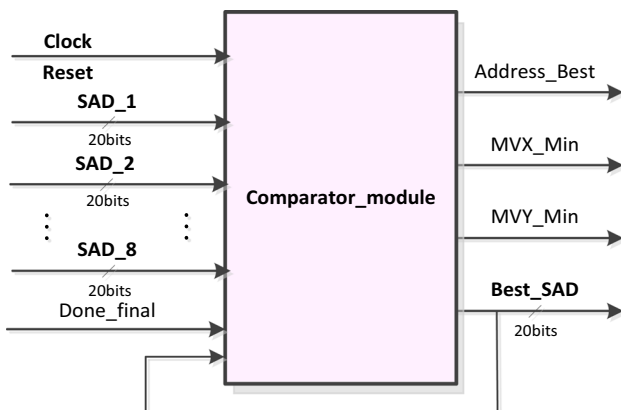 Clock
Reset
SAD_1
20bits
SAD_2
20bits
SAD_8
20bits
Done_final
Comparator_module
Address_Best
MVX_Min
MVY_Min
Best_SAD
20bits